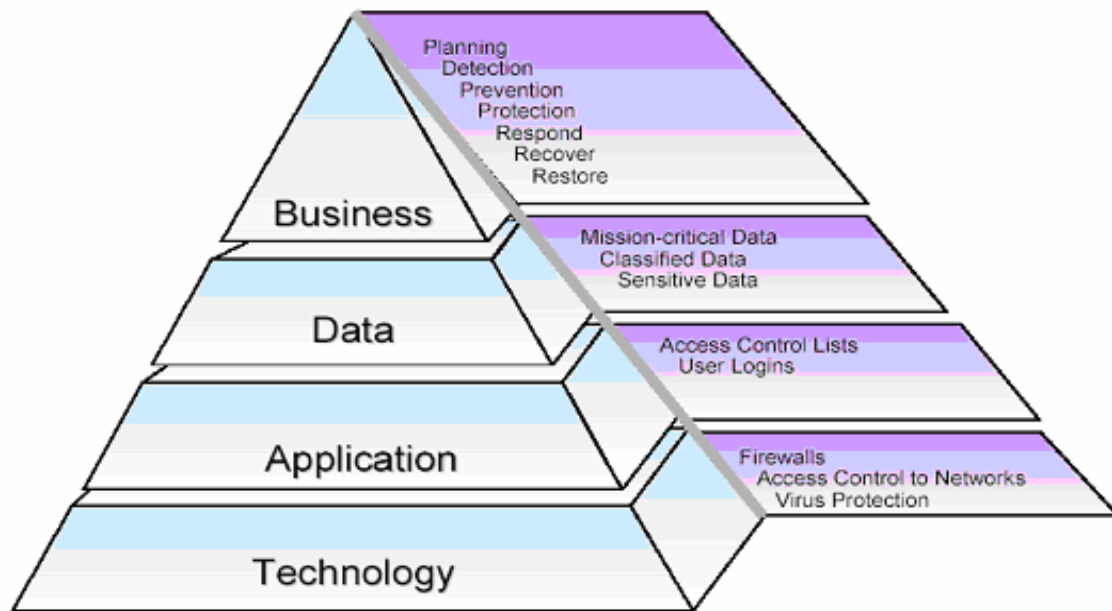 Planning
Detection
Prevention
Protection
Respond
Recover
Restore
Business
Mission-critical Data
Classified Data
Sensitive Data
Data
Access Control Lists
User Logins
Application
Firewalls
Access Control to Networks
Virus Protection
Technology